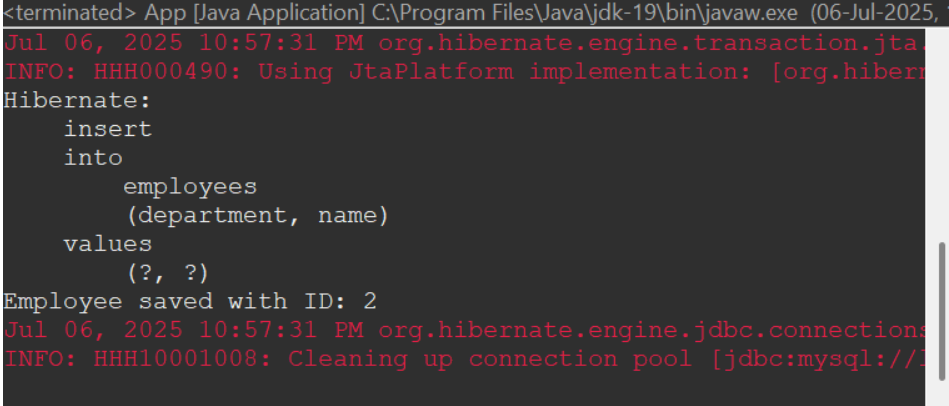 <terminated> App [Java Application] C:\Program Files\Java\jdk-19\bin\javaw.exe (06-Jul-2025,
Jul 06, 2025 10:57:31 PM org.hibernate.engine.transaction.jta.
INFO: HHH000490: Using JtaPlatform implementation: [org.hibern
Hibernate:
    insert
    into
        employees
        (department, name)
    values
        (?, ?)
Employee saved with ID: 2
Jul 06, 2025 10:57:31 PM org.hibernate.engine.jdbc.connections
INFO: HHH10001008: Cleaning up connection pool [jdbc:mysql://